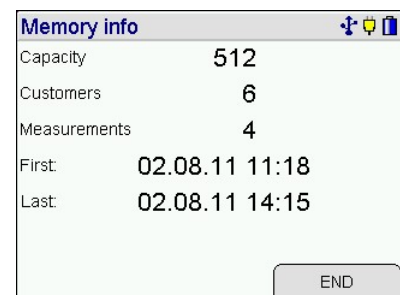 Memory info
Capacity 512
Customers 6
Measurements 4
First: 02.08.11 11:18
Last: 02.08.11 14:15
END